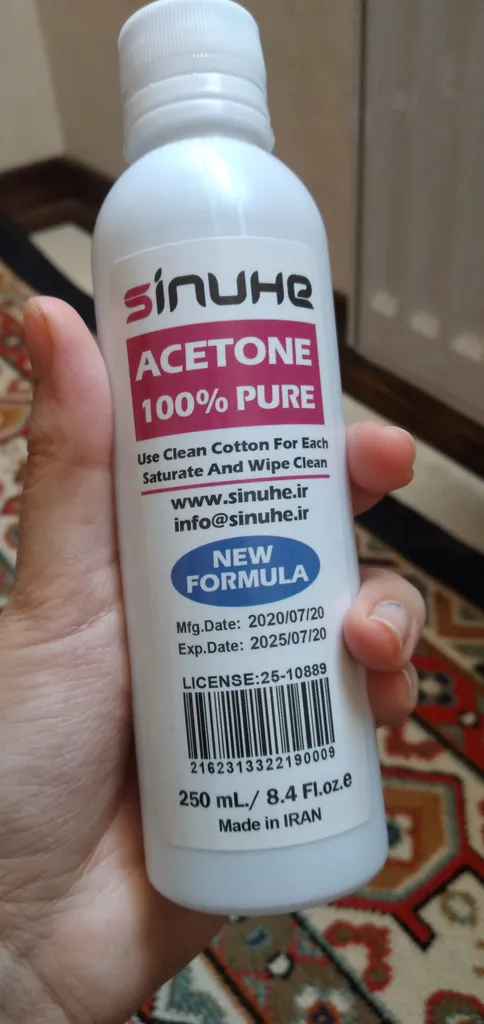 sinuhe
ACETONE
100% PURE
Use Clean Cotton For Each
Saturate And Wipe Clean
www.sinuhe.ir
info@sinuhe.ir
NEW
FORMULA
Mfg.Date: 2020/07/20
Exp.Date: 2025/07/20
LICENSE:25-10889
2162313322190009
250 mL./ 8.4 Fl.oz.e
Made in IRAN